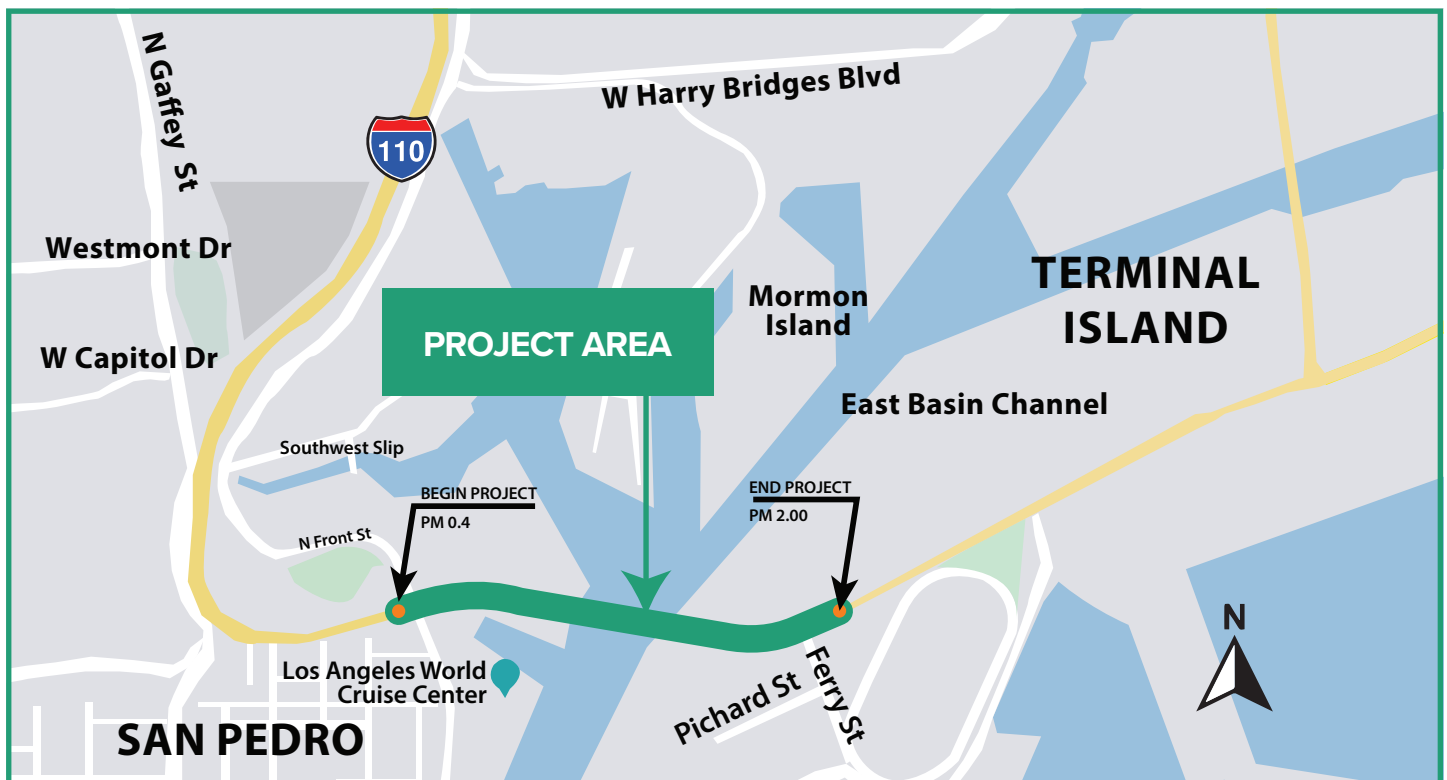 N Gaffey St
W Harry Bridges Blvd
110
Westmont Dr
TERMINAL
ISLAND
Mormon
Island
PROJECT AREA
W Capitol Dr
East Basin Channel
Southwest Slip
BEGIN PROJECT
PM 0.4
END PROJECT
PM 2.00
N Front St
N
Los Angeles World
Cruise Center
Ferry St
Pichard St
SAN PEDRO